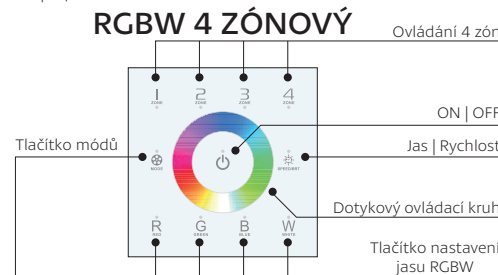 RGBW 4 ZÓNOVÝ
Ovládání 4 zón
1 2 3 4
ZONE ZONE ZONE ZONE
ON | OFF
Tlačítko módů
Jas | Rychlost
MODE
SPEED/BRT
Dotykový ovládací kruh
R G B W
RED GREEN BLUE WHITE
Tlačítko nastavení
jasu RGBW